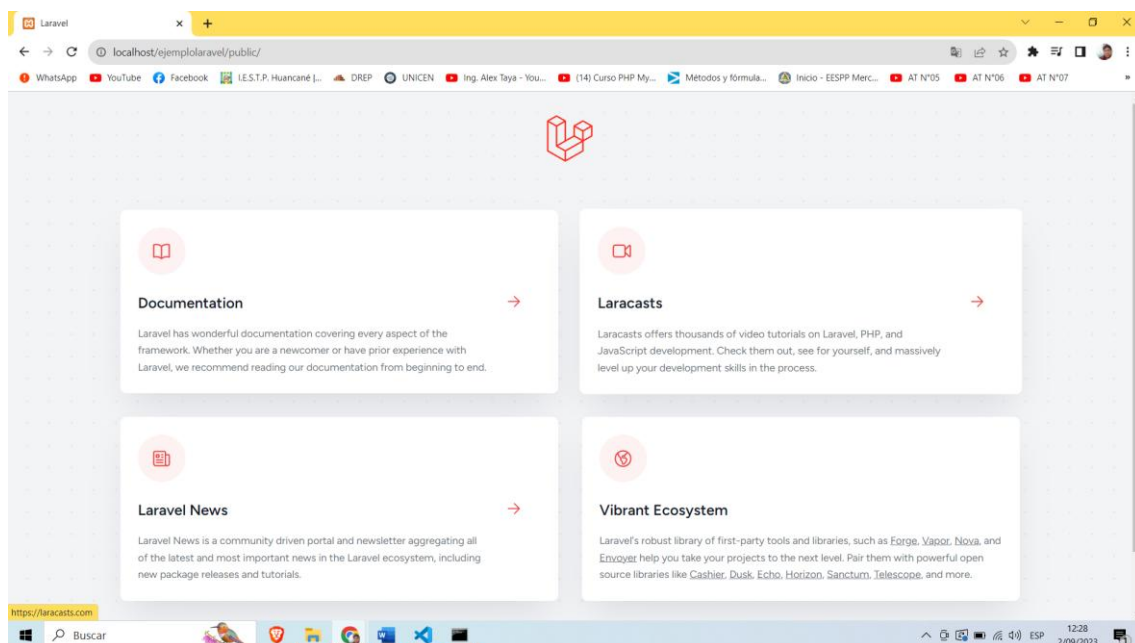 Laravel
localhost/ejemplolaravel/public/
WhatsApp YouTube Facebook I.E.S.T.P. Huancané |... DREP UNICEN Ing. Alex Taya - You... (14) Curso PHP My... Métodos y fórmula... Inicio - EESPP Merc... AT N°05 AT N°06 AT N°07 »
Documentation
Laravel has wonderful documentation covering every aspect of the
framework. Whether you are a newcomer or have prior experience with
Laravel, we recommend reading our documentation from beginning to end.
Laracasts
Laracasts offers thousands of video tutorials on Laravel, PHP, and
JavaScript development. Check them out, see for yourself, and massively
level up your development skills in the process.
Laravel News
Laravel News is a community driven portal and newsletter aggregating all
of the latest and most important news in the Laravel ecosystem, including
new package releases and tutorials.
Vibrant Ecosystem
Laravel's robust library of first-party tools and libraries, such as Forge, Vapor, Nova, and
Envoyer help you take your projects to the next level. Pair them with powerful open
source libraries like Cashier, Dusk, Echo, Horizon, Sanctum, Telescope, and more.
https://laracasts.com
Buscar
ESP
12:28
2/09/2023